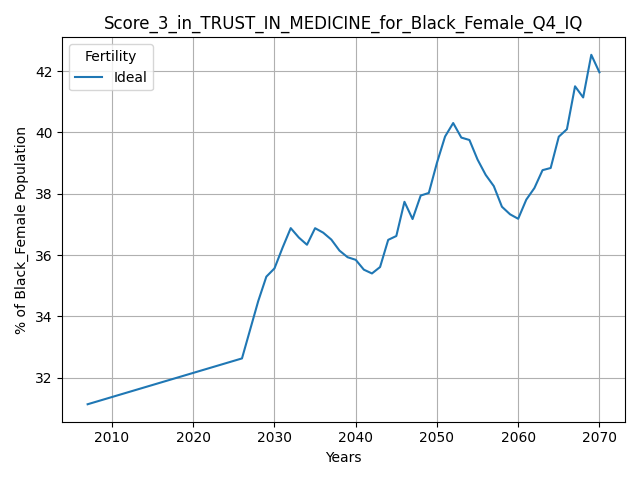 Score_3_in_TRUST_IN_MEDICINE_for_Black_Female_Q4_IQ
Fertility
Ideal
% of Black_Female Population
42
40
38
36
34
32
2010 2020 2030 2040 2050 2060 2070
Years